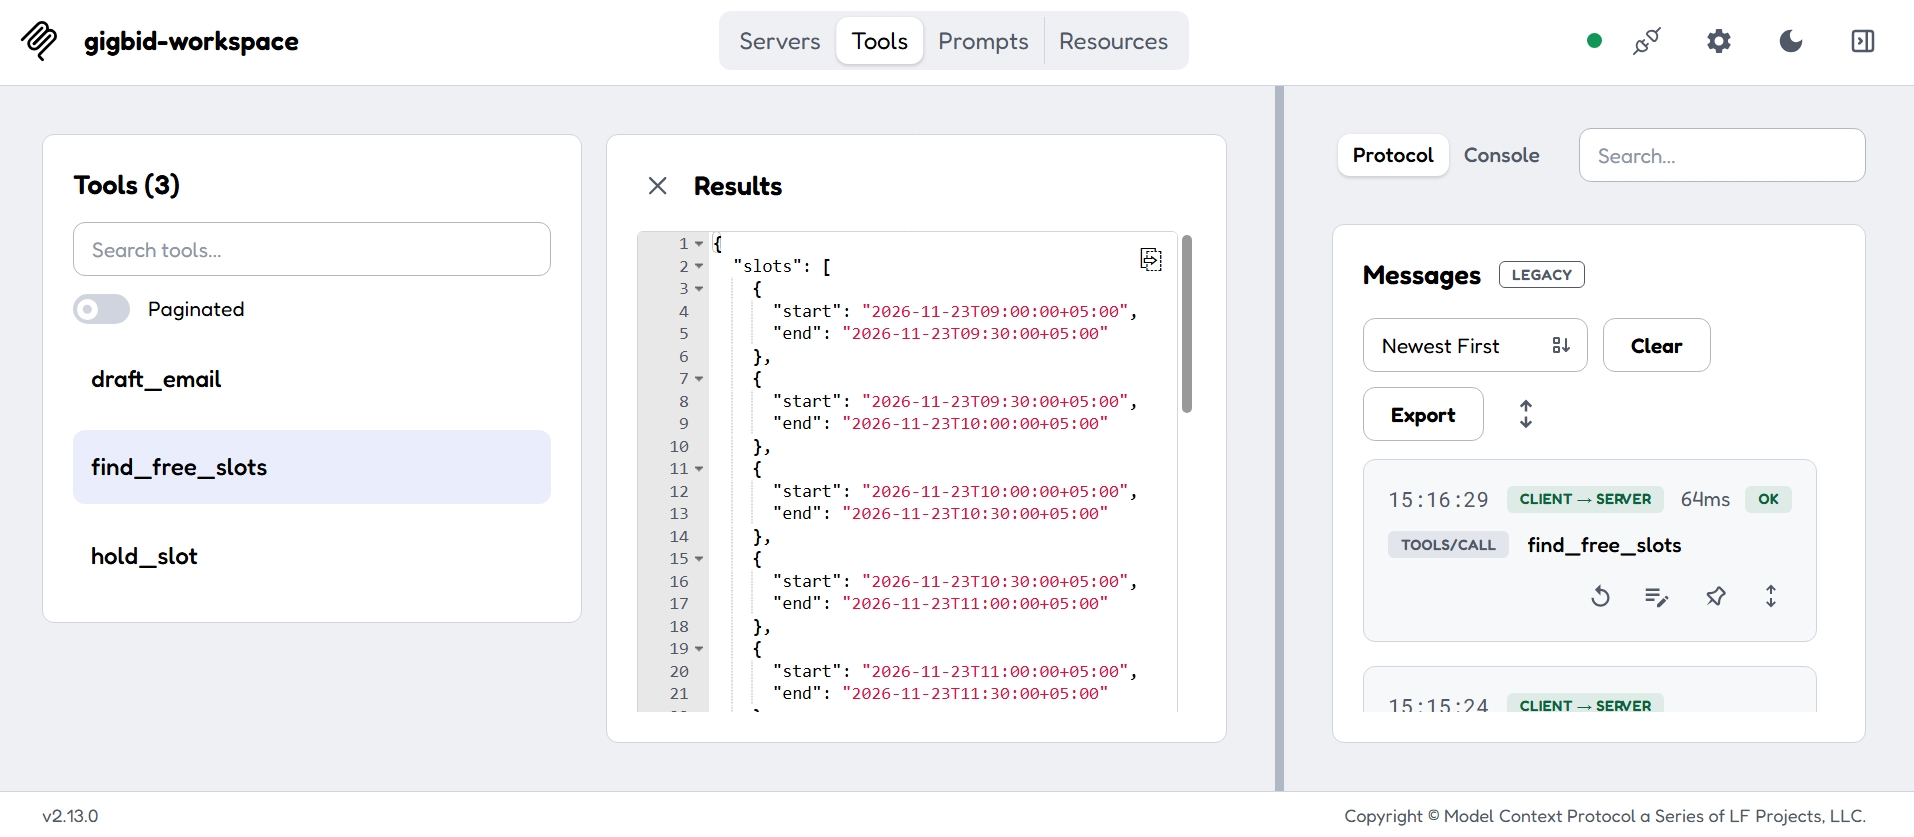 gigbid-workspace
Servers Tools Prompts Resources
Tools (3)
Search tools...
Paginated
draft_email
find_free_slots
hold_slot
Results
1 {
2 "slots": [
3 {
4 "start": "2026-11-23T09:00:00+05:00",
5 "end": "2026-11-23T09:30:00+05:00"
6 },
7 {
8 "start": "2026-11-23T09:30:00+05:00",
9 "end": "2026-11-23T10:00:00+05:00"
10 },
11 {
12 "start": "2026-11-23T10:00:00+05:00",
13 "end": "2026-11-23T10:30:00+05:00"
14 },
15 {
16 "start": "2026-11-23T10:30:00+05:00",
17 "end": "2026-11-23T11:00:00+05:00"
18 },
19 {
20 "start": "2026-11-23T11:00:00+05:00",
21 "end": "2026-11-23T11:30:00+05:00"
Protocol Console Search...
Messages LEGACY
Newest First Clear
Export
15:16:29 CLIENT → SERVER 64ms OK
TOOLS/CALL find_free_slots
15:15:24 CLIENT → SERVER
v2.13.0
Copyright © Model Context Protocol a Series of LF Projects, LLC.